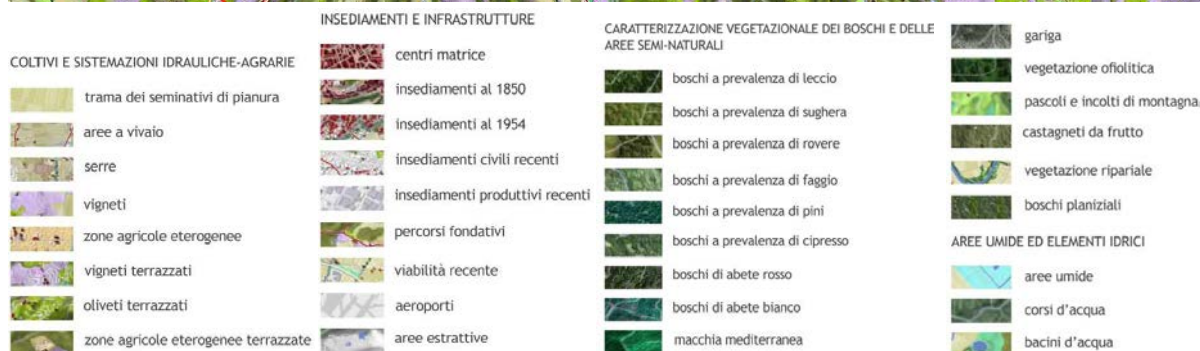 COLTIVI E SISTEMAZIONI IDRAULICHE-AGRARIE
trama dei seminativi di pianura
aree a vivaio
serre
vigneti
zone agricole eterogenee
vigneti terrazzati
oliveti terrazzati
zone agricole eterogenee terrazzate
INSEDIAMENTI E INFRASTRUTTURE
centri matrice
insediamenti al 1850
insediamenti al 1954
insediamenti civili recenti
insediamenti produttivi recenti
percorsi fondativi
viabilità recente
aeroporti
aree estrattive
CARATTERIZZAZIONE VEGETAZIONALE DEI BOSCHI E DELLE
AREE SEMI-NATURALI
boschi a prevalenza di leccio
boschi a prevalenza di sughera
boschi a prevalenza di rovere
boschi a prevalenza di faggio
boschi a prevalenza di pini
boschi a prevalenza di cipresso
boschi di abete rosso
boschi di abete bianco
macchia mediterranea
gariga
vegetazione ofiolitica
pascoli e incolti di montagna
castagneti da frutto
vegetazione ripariale
boschi planiziali
AREE UMIDE ED ELEMENTI IDRICI
aree umide
corsi d'acqua
bacini d'acqua